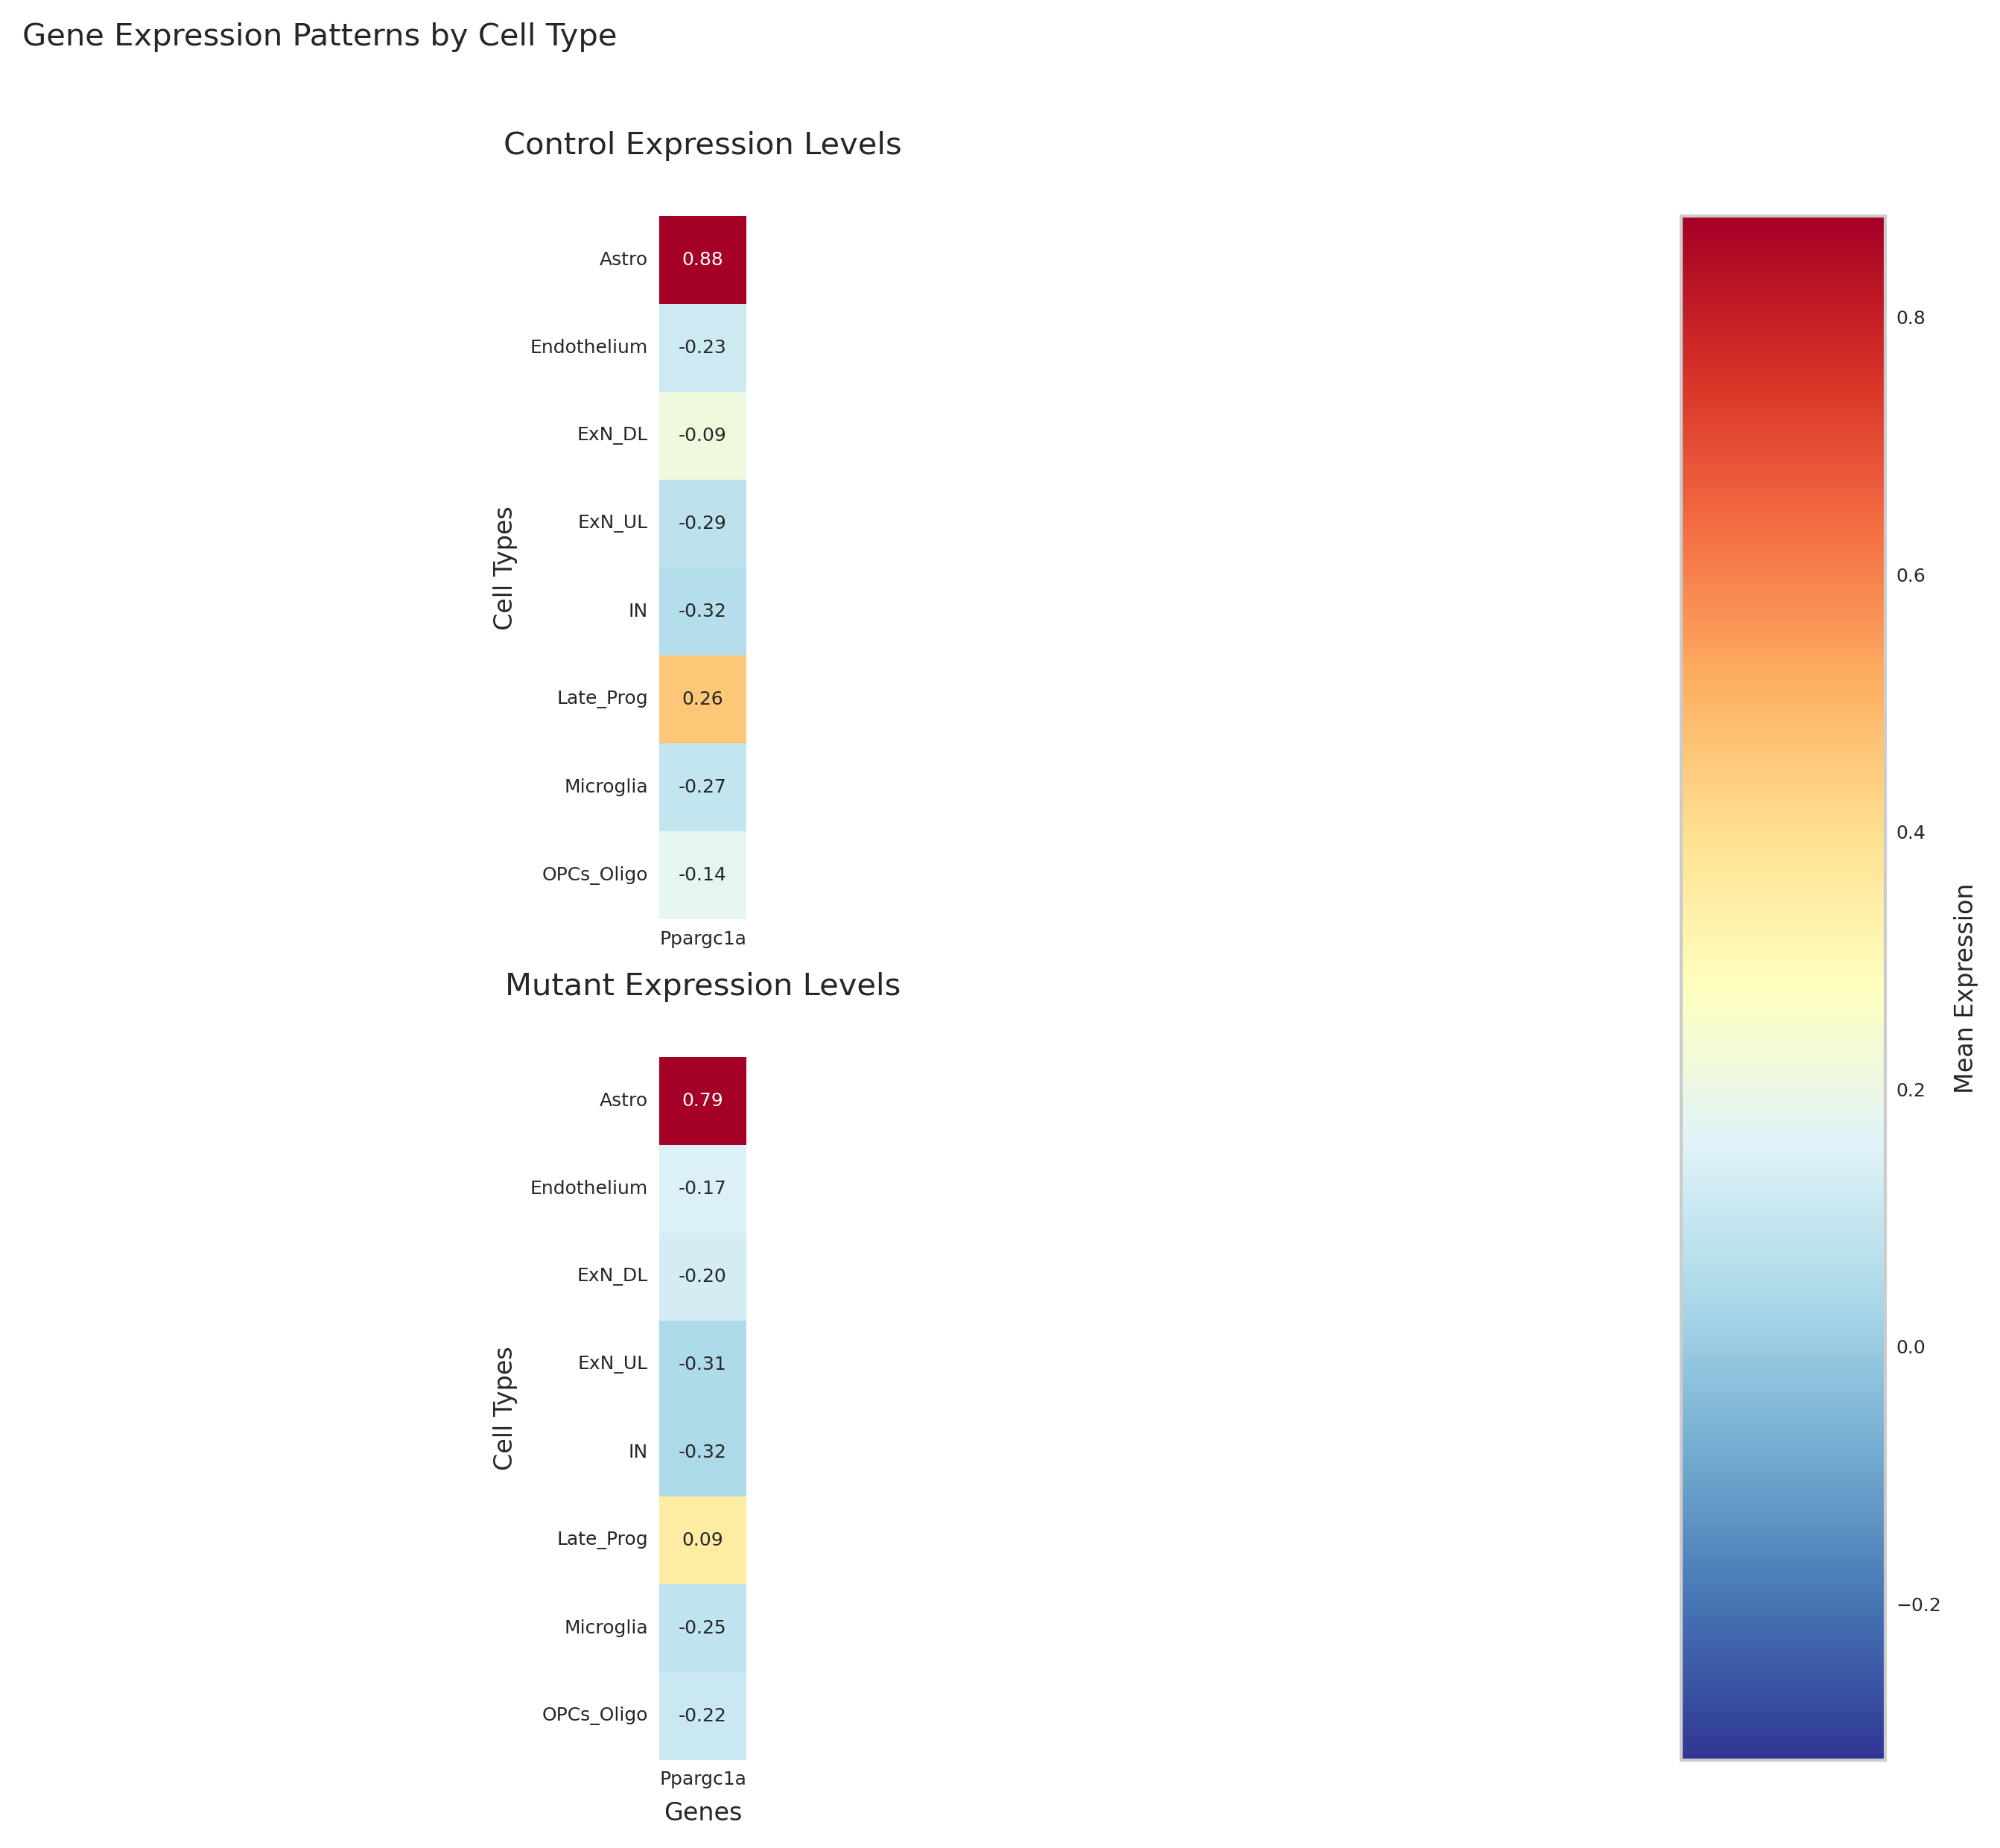 Gene Expression Patterns by Cell Type
Control Expression Levels
Cell Types
Astro 0.88
Endothelium -0.23
ExN_DL -0.09
ExN_UL -0.29
IN -0.32
Late_Prog 0.26
Microglia -0.27
OPCs_Oligo -0.14
Ppargc1a
Mutant Expression Levels
Cell Types
Astro 0.79
Endothelium -0.17
ExN_DL -0.20
ExN_UL -0.31
IN -0.32
Late_Prog 0.09
Microglia -0.25
OPCs_Oligo -0.22
Ppargc1a
Genes
0.8
0.6
0.4
0.2
0.0
−0.2
Mean Expression